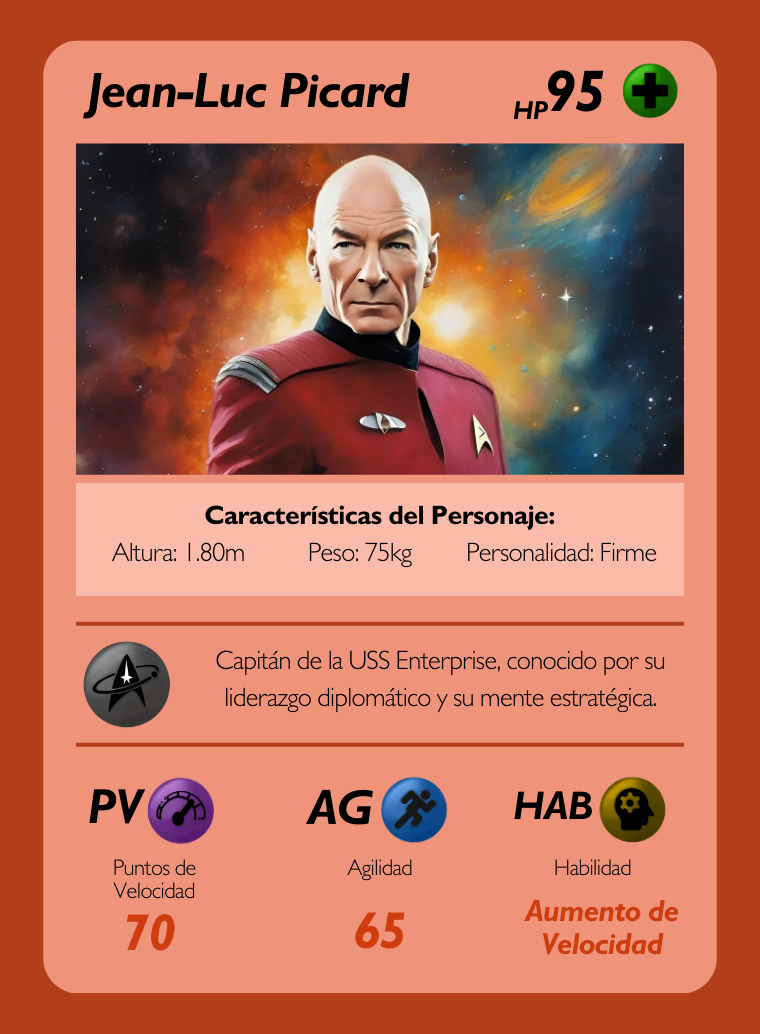 Jean-Luc Picard
HP 95
Características del Personaje:
Altura: 1.80m Peso: 75kg Personalidad: Firme
Capitán de la USS Enterprise, conocido por su
liderazgo diplomático y su mente estratégica.
PV AG HAB
Puntos de
Velocidad
Agilidad
Habilidad
70
65
Aumento de
Velocidad